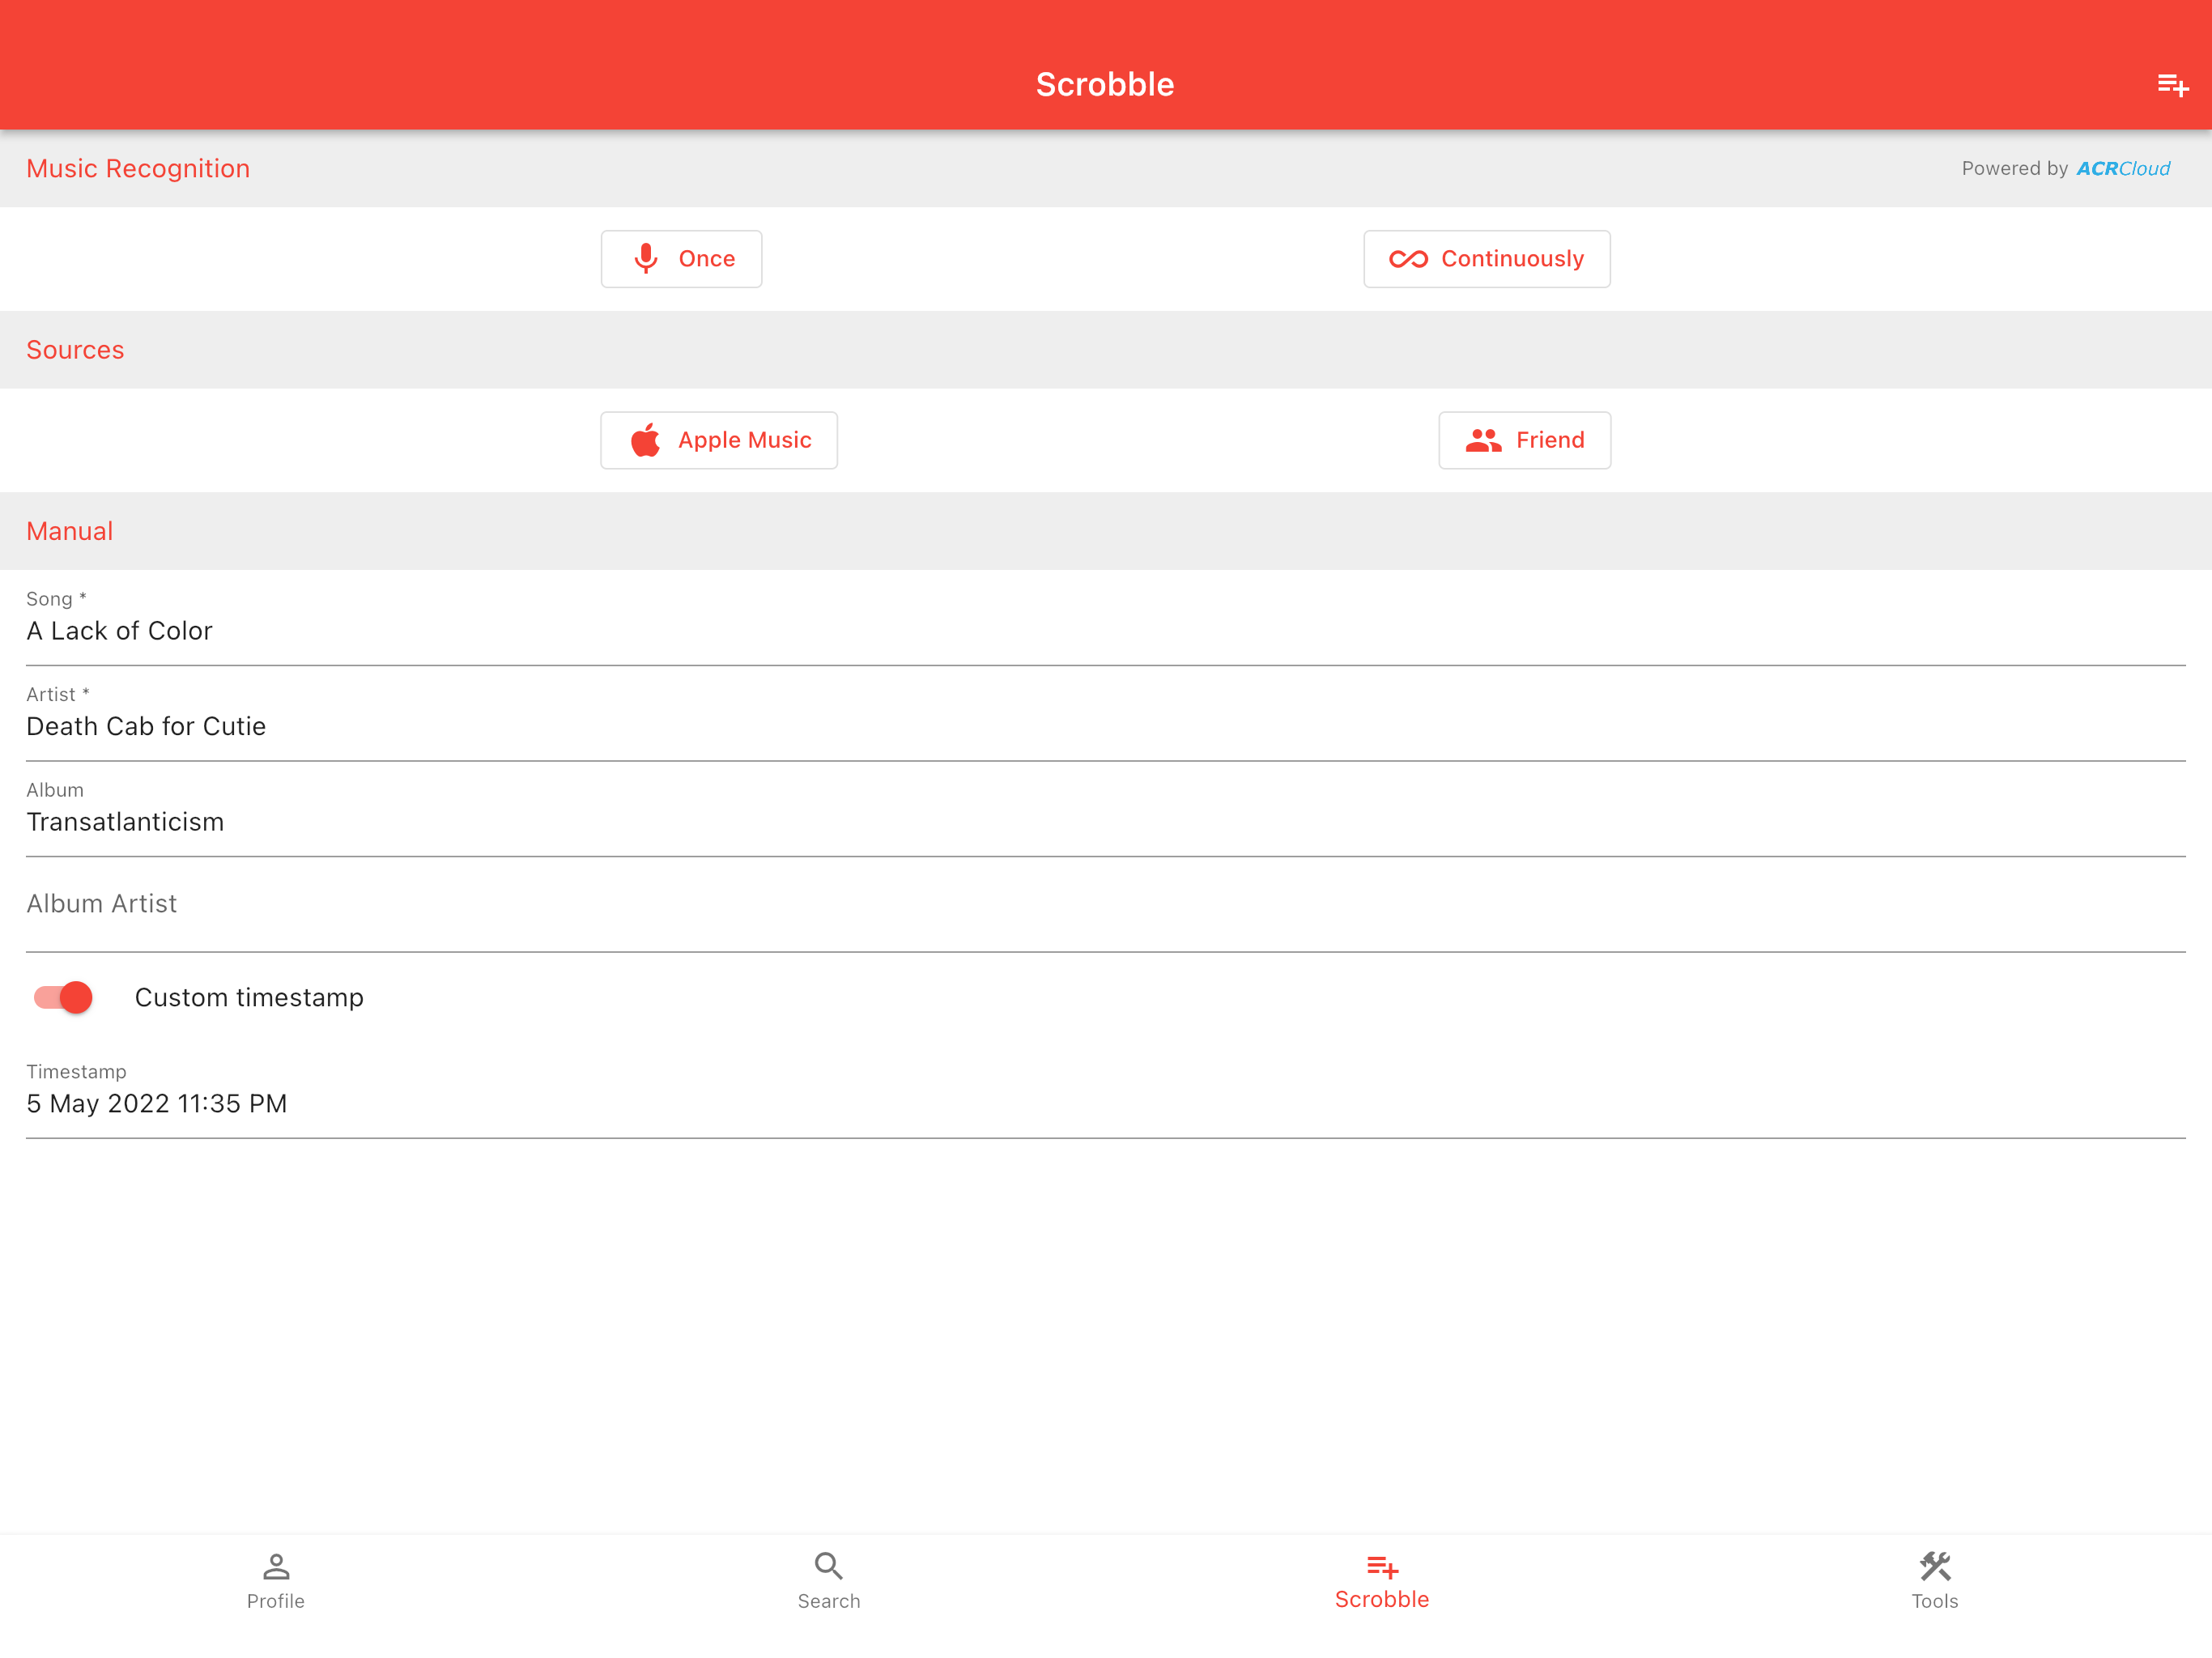 Scrobble
Music Recognition
Powered by ACRCloud
Once
Continuously
Sources
Apple Music
Friend
Manual
Song *
A Lack of Color
Artist *
Death Cab for Cutie
Album
Transatlanticism
Album Artist
Custom timestamp
Timestamp
5 May 2022 11:35 PM
Profile
Search
Scrobble
Tools